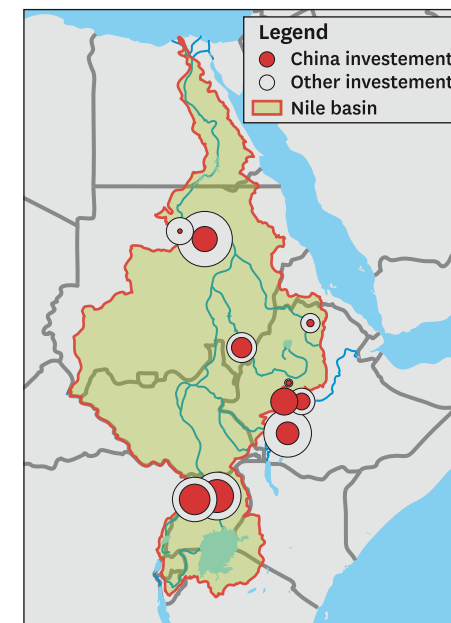 Legend
China investement
Other investement
Nile basin